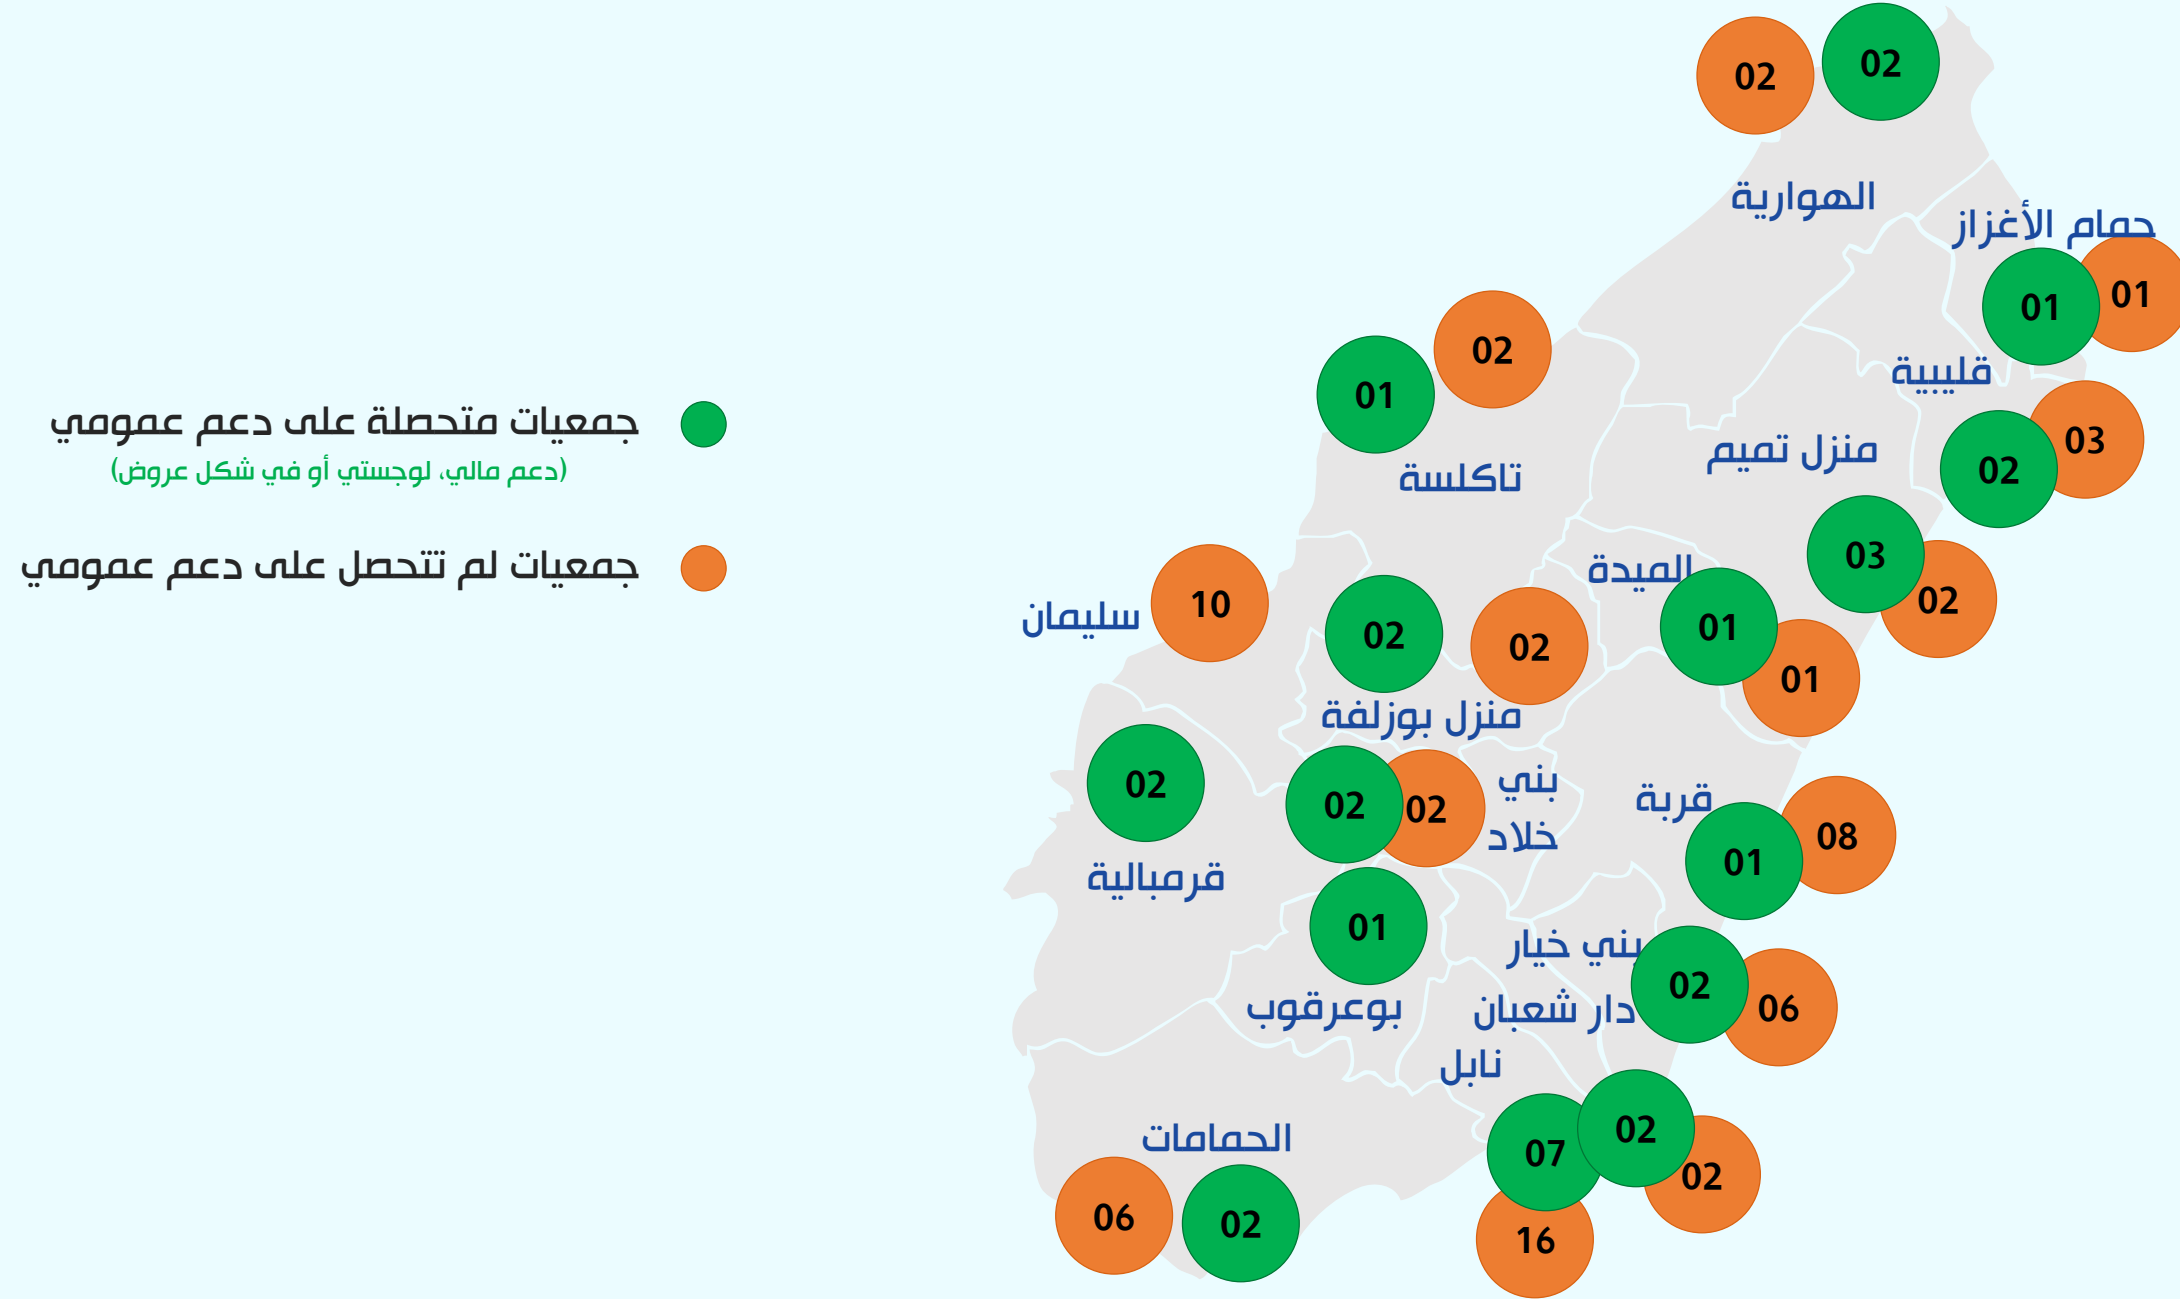 02
02
الهوارية
حمام الأغزاز
01
01
02
01
قليبية
03
02
تاكلسة
منزل تميم
03
02
جمعيات متحصلة على دعم عمومي
(دعم مالي، لوجستي أو في شكل عروض)
جمعيات لم تتحصل على دعم عمومي
الميدة
01
01
10
سليمان
02
02
منزل بوزلفة
02
قرمبالية
02
02
بني
خلاد
قربة
08
01
01
بوعرقوب
بني خيار
02
06
دار شعبان
نابل
02
02
07
16
الحمامات
06
02